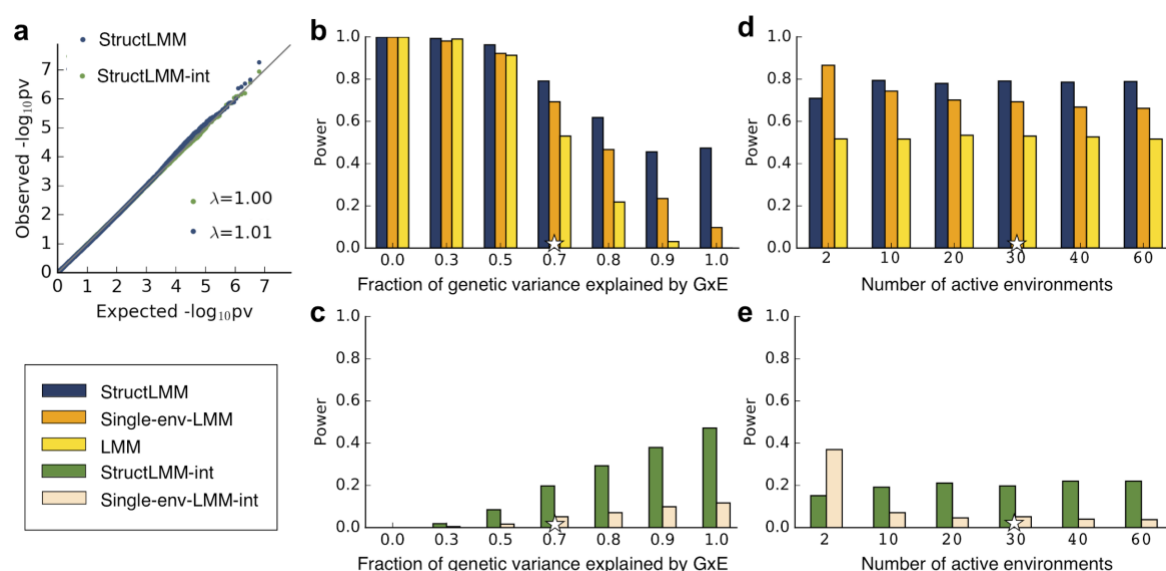 a
StructLMM
StructLMM-int
7
6
5
4
3
2
1
0
Observed -log10pv
λ=1.00
λ=1.01
0 1 2 3 4 5 6 7
Expected -log10pv
StructLMM
Single-env-LMM
LMM
StructLMM-int
Single-env-LMM-int
b
1.0
0.8
0.6
0.4
0.2
0.0
Power
0.0 0.3 0.5 0.7 0.8 0.9 1.0
Fraction of genetic variance explained by GxE
c
1.0
0.8
0.6
0.4
0.2
0.0
Power
0.0 0.3 0.5 0.7 0.8 0.9 1.0
Fraction of genetic variance explained by GxE
d
1.0
0.8
0.6
0.4
0.2
0.0
Power
2 10 20 30 40 60
Number of active environments
e
1.0
0.8
0.6
0.4
0.2
0.0
Power
2 10 20 30 40 60
Number of active environments